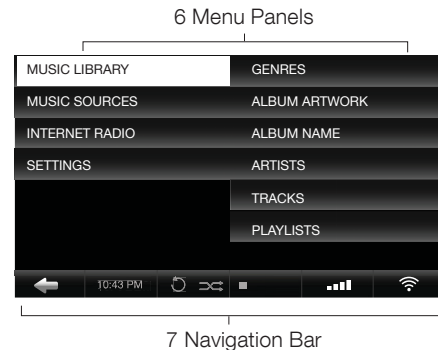 6 Menu Panels
MUSIC LIBRARY
MUSIC SOURCES
INTERNET RADIO
SETTINGS
GENRES
ALBUM ARTWORK
ALBUM NAME
ARTISTS
TRACKS
PLAYLISTS
10:43 PM
7 Navigation Bar